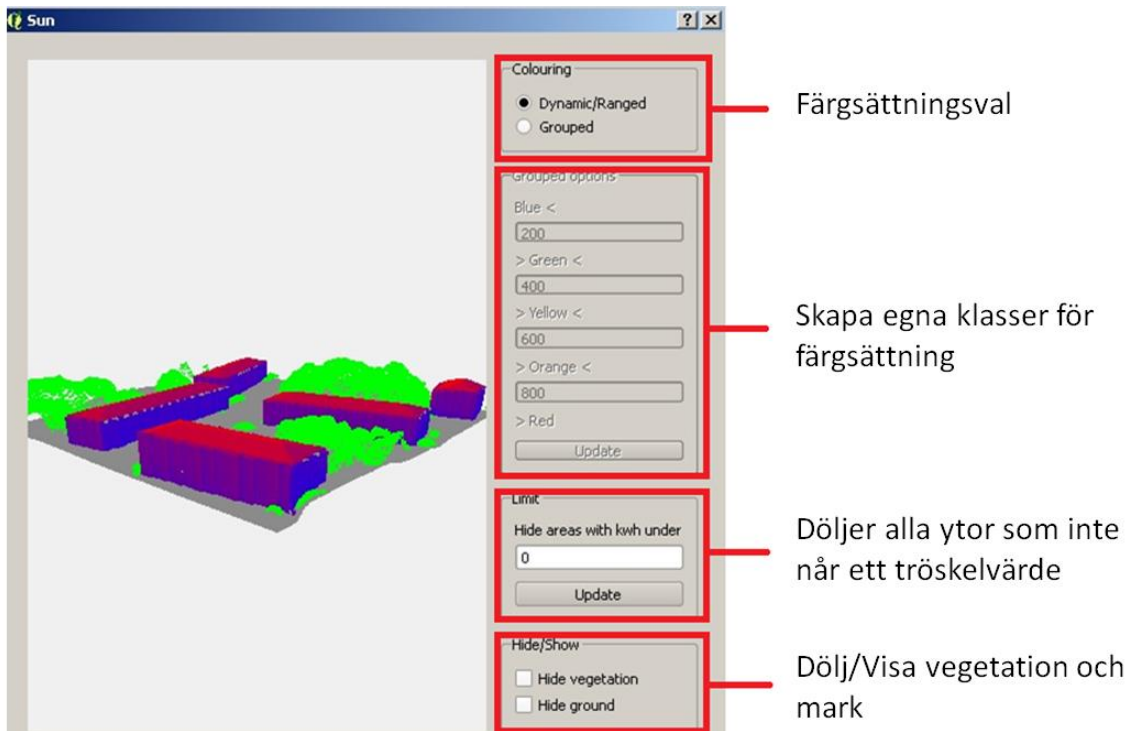 Sun
Colouring
Dynamic/Ranged
Grouped
Färgsättningsval
Grouped options
Blue <
200
> Green <
400
> Yellow <
600
> Orange <
800
> Red
Update
Skapa egna klasser för
färgsättning
Limit
Hide areas with kwh under
0
Update
Döljer alla ytor som inte
når ett tröskelvärde
Hide/Show
Hide vegetation
Hide ground
Dölj/Visa vegetation och
mark